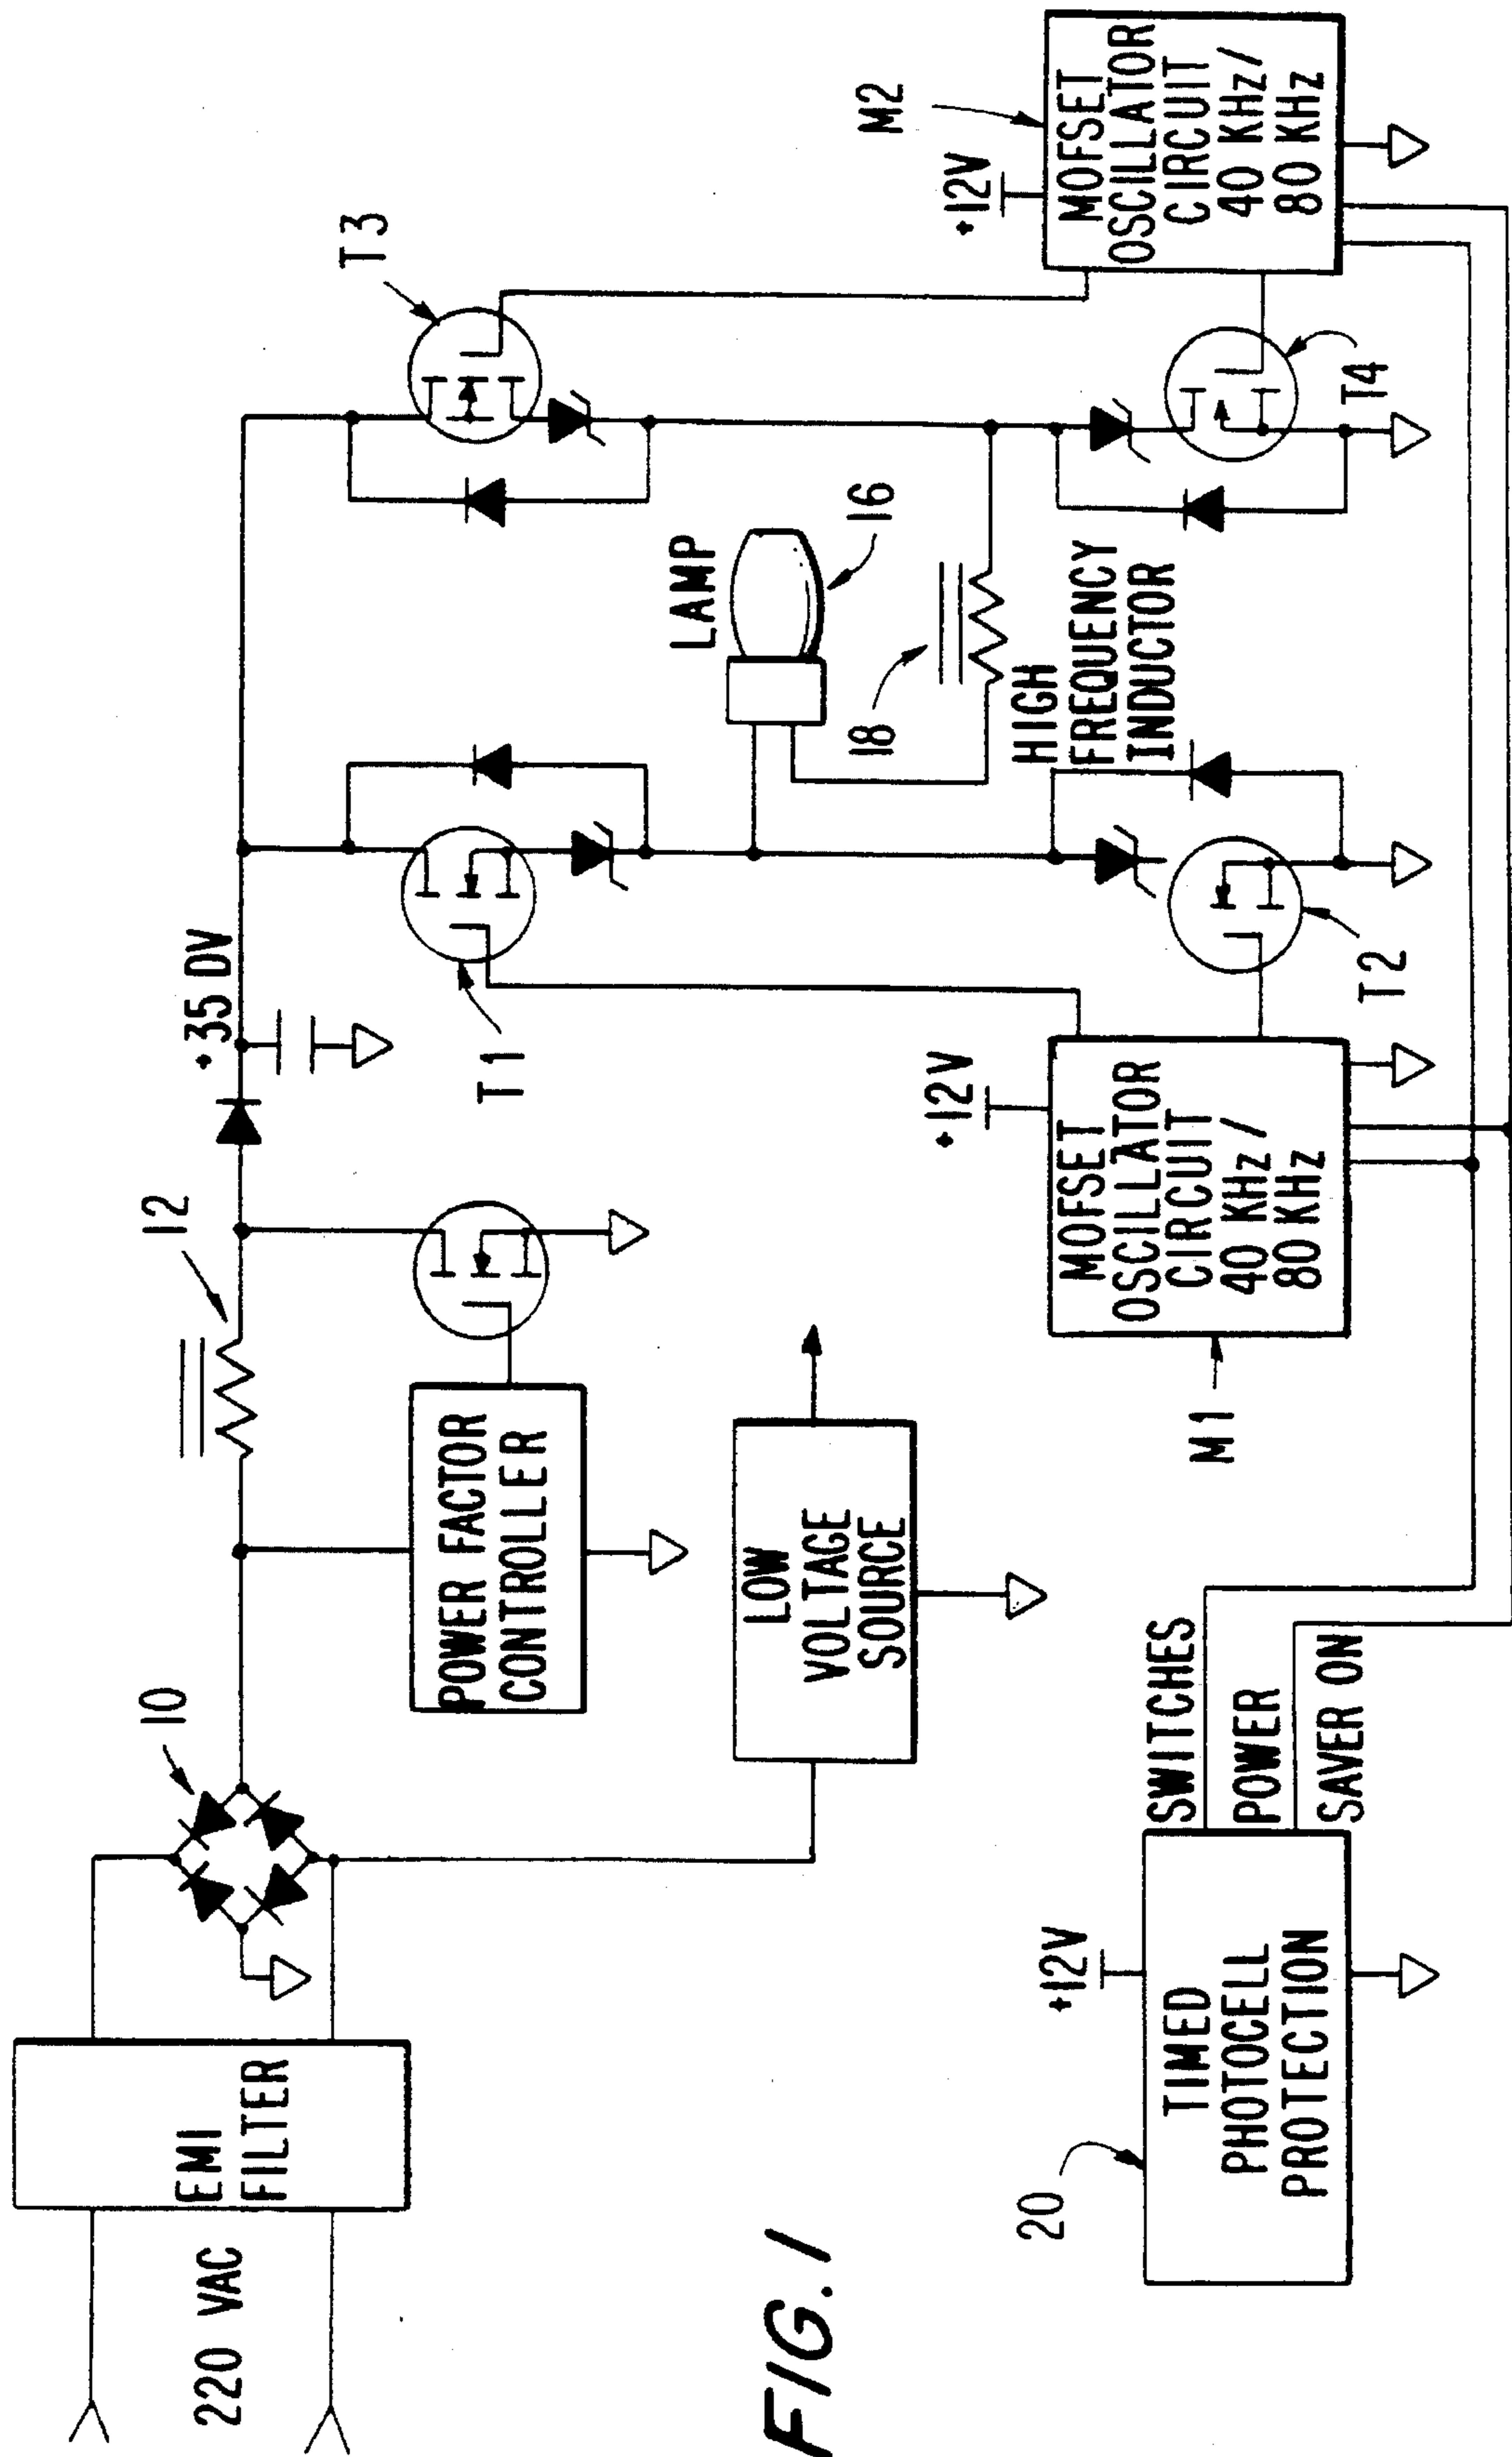 220 VAC
EMI
FILTER
10
12
+35 DV
POWER FACTOR
CONTROLLER
LOW
VOLTAGE
SOURCE
T1
T3
LAMP
16
18
HIGH
FREQUENCY
INDUCTOR
T2
T4
+12V
MOFSET
OSCILLATOR
CIRCUIT
40 KHz/
80 KHz
M1
+12V
MOFSET
OSCILLATOR
CIRCUIT
40 KHz/
80 KHz
M2
20
+12V
TIMED
PHOTOCELL
PROTECTION
SWITCHES
POWER
SAVER ON
FIG. 1